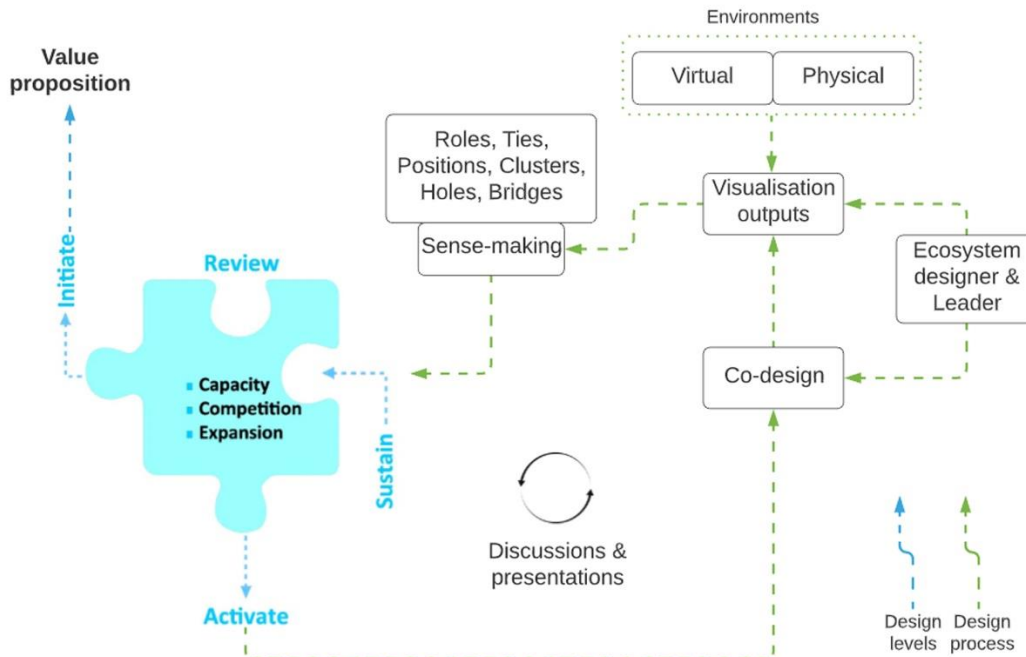 Environments
Virtual
Physical
Value
proposition
Roles, Ties,
Positions, Clusters,
Holes, Bridges
Sense-making
Visualisation
outputs
Ecosystem
designer &
Leader
Initiate
Review
Capacity
Competition
Expansion
Sustain
Co-design
Discussions &
presentations
Activate
Design
levels
Design
process